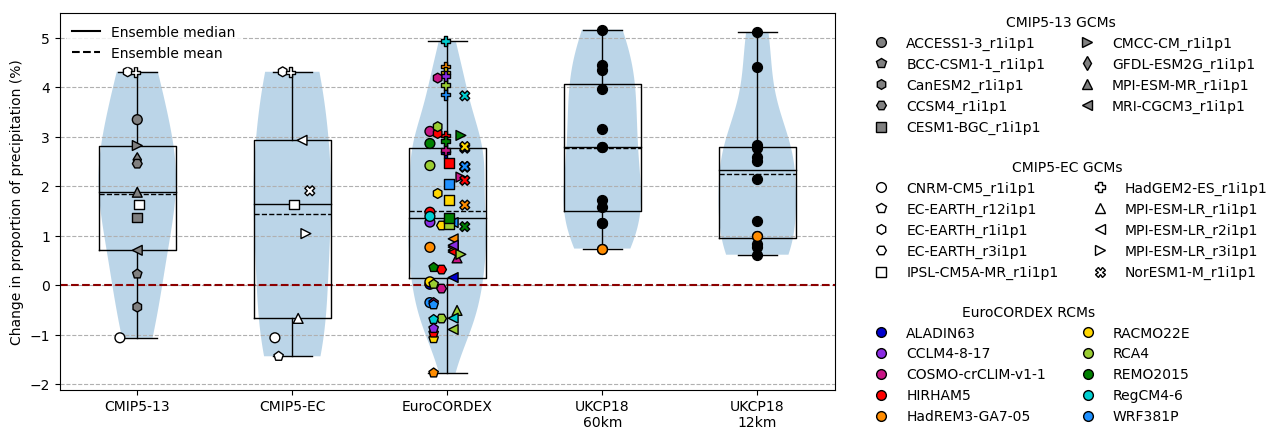 Ensemble median
Ensemble mean
Change in proportion of precipitation (%)
5
4
3
2
1
0
−1
−2
CMIP5-13
CMIP5-EC
EuroCORDEX
UKCP18
60km
UKCP18
12km
CMIP5-13 GCMs
ACCESS1-3_r1i1p1
BCC-CSM1-1_r1i1p1
CanESM2_r1i1p1
CCSM4_r1i1p1
CESM1-BGC_r1i1p1
CMCC-CM_r1i1p1
GFDL-ESM2G_r1i1p1
MPI-ESM-MR_r1i1p1
MRI-CGCM3_r1i1p1
CMIP5-EC GCMs
CNRM-CM5_r1i1p1
EC-EARTH_r12i1p1
EC-EARTH_r1i1p1
EC-EARTH_r3i1p1
IPSL-CM5A-MR_r1i1p1
HadGEM2-ES_r1i1p1
MPI-ESM-LR_r1i1p1
MPI-ESM-LR_r2i1p1
MPI-ESM-LR_r3i1p1
NorESM1-M_r1i1p1
EuroCORDEX RCMs
ALADIN63
CCLM4-8-17
COSMO-crCLIM-v1-1
HIRHAM5
HadREM3-GA7-05
RACMO22E
RCA4
REMO2015
RegCM4-6
WRF381P